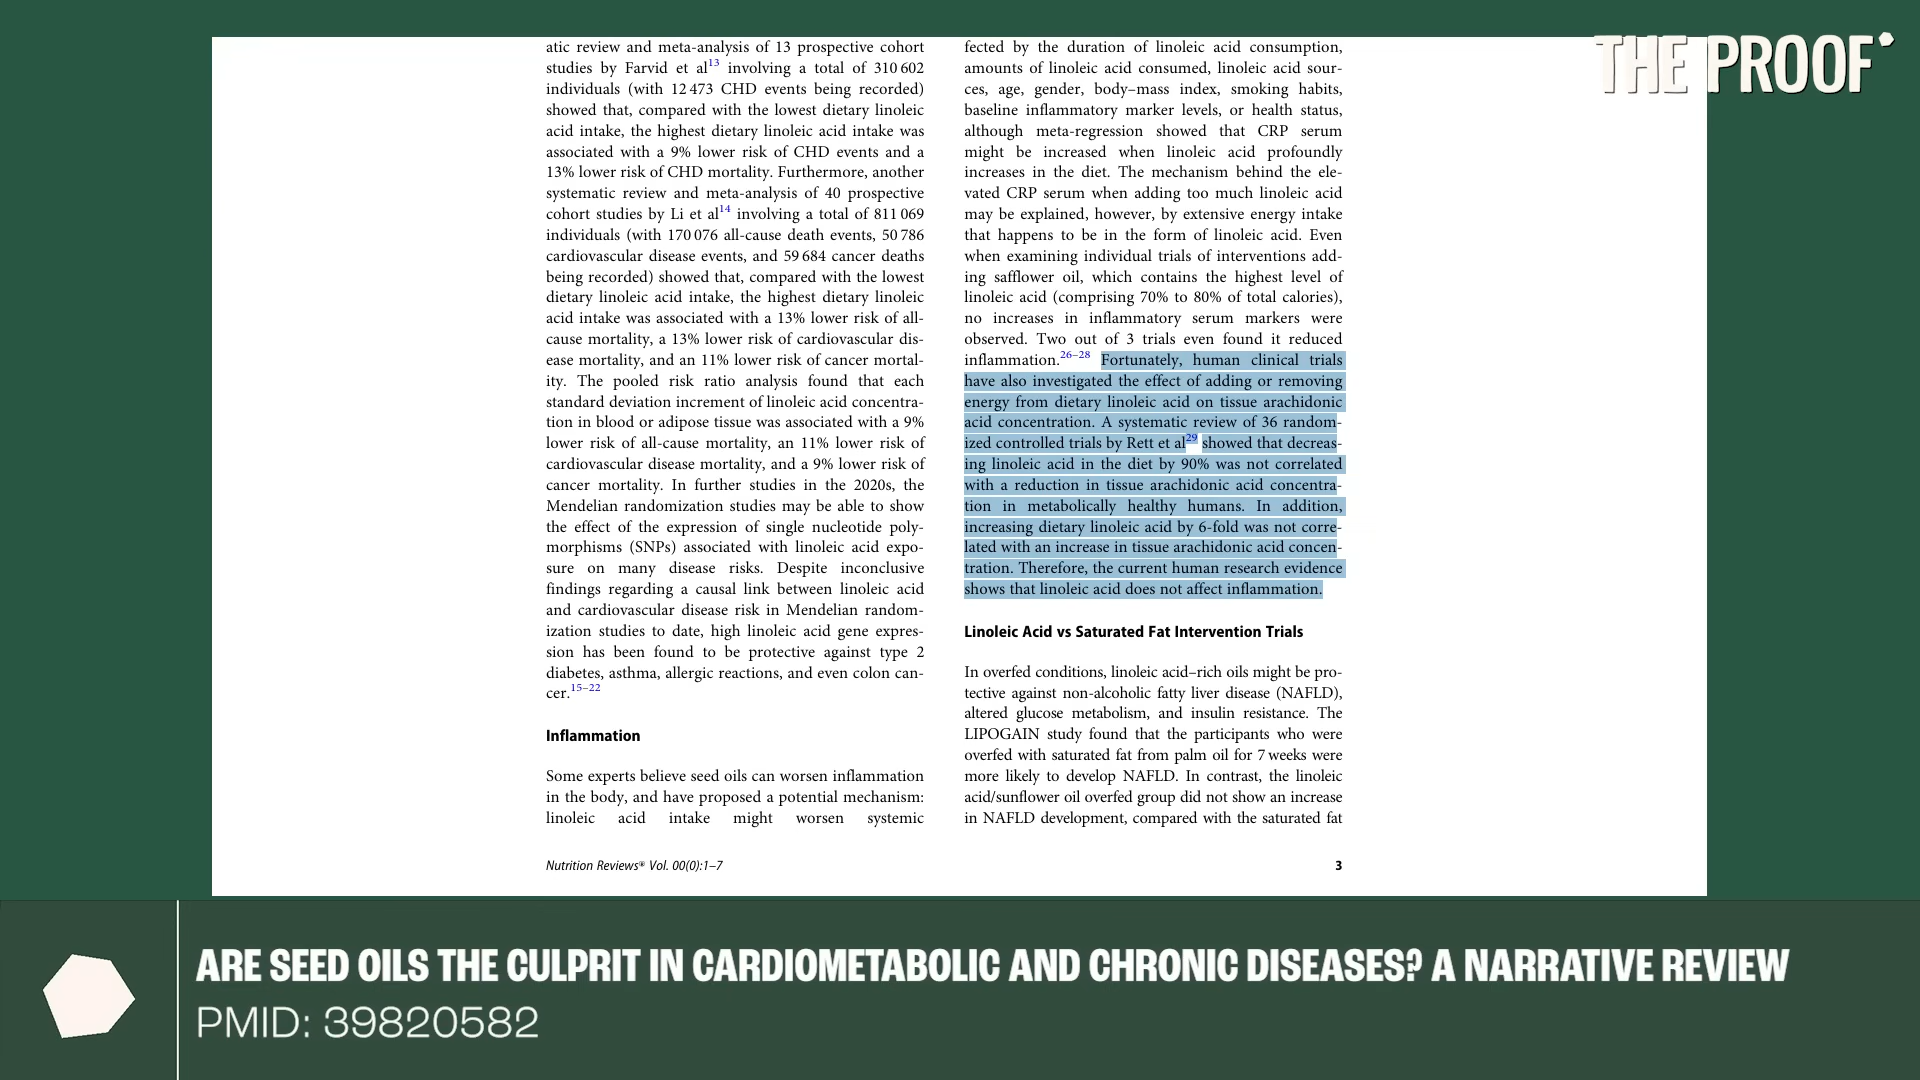 THE PROOF
atic review and meta-analysis of 13 prospective cohort
studies by Farvid et al13 involving a total of 310 602
individuals (with 12 473 CHD events being recorded)
showed that, compared with the lowest dietary linoleic
acid intake, the highest dietary linoleic acid intake was
associated with a 9% lower risk of CHD events and a
13% lower risk of CHD mortality. Furthermore, another
systematic review and meta-analysis of 40 prospective
cohort studies by Li et al14 involving a total of 811 069
individuals (with 170 076 all-cause death events, 50 786
cardiovascular disease events, and 59 684 cancer deaths
being recorded) showed that, compared with the lowest
dietary linoleic acid intake, the highest dietary linoleic
acid intake was associated with a 13% lower risk of all-
cause mortality, a 13% lower risk of cardiovascular dis-
ease mortality, and an 11% lower risk of cancer mortal-
ity. The pooled risk ratio analysis found that each
standard deviation increment of linoleic acid concentra-
tion in blood or adipose tissue was associated with a 9%
lower risk of all-cause mortality, an 11% lower risk of
cardiovascular disease mortality, and a 9% lower risk of
cancer mortality. In further studies in the 2020s, the
Mendelian randomization studies may be able to show
the effect of the expression of single nucleotide poly-
morphisms (SNPs) associated with linoleic acid expo-
sure on many disease risks. Despite inconclusive
findings regarding a causal link between linoleic acid
and cardiovascular disease risk in Mendelian random-
ization studies to date, high linoleic acid gene expres-
sion has been found to be protective against type 2
diabetes, asthma, allergic reactions, and even colon can-
cer.15–22
Inflammation
Some experts believe seed oils can worsen inflammation
in the body, and have proposed a potential mechanism:
linoleic acid intake might worsen systemic
fected by the duration of linoleic acid consumption,
amounts of linoleic acid consumed, linoleic acid sour-
ces, age, gender, body–mass index, smoking habits,
baseline inflammatory marker levels, or health status,
although meta-regression showed that CRP serum
might be increased when linoleic acid profoundly
increases in the diet. The mechanism behind the ele-
vated CRP serum when adding too much linoleic acid
may be explained, however, by extensive energy intake
that happens to be in the form of linoleic acid. Even
when examining individual trials of interventions add-
ing safflower oil, which contains the highest level of
linoleic acid (comprising 70% to 80% of total calories),
no increases in inflammatory serum markers were
observed. Two out of 3 trials even found it reduced
inflammation.26–28 Fortunately, human clinical trials
have also investigated the effect of adding or removing
energy from dietary linoleic acid on tissue arachidonic
acid concentration. A systematic review of 36 random-
ized controlled trials by Rett et al29 showed that decreas-
ing linoleic acid in the diet by 90% was not correlated
with a reduction in tissue arachidonic acid concentra-
tion in metabolically healthy humans. In addition,
increasing dietary linoleic acid by 6-fold was not corre-
lated with an increase in tissue arachidonic acid concen-
tration. Therefore, the current human research evidence
shows that linoleic acid does not affect inflammation.
Linoleic Acid vs Saturated Fat Intervention Trials
In overfed conditions, linoleic acid–rich oils might be pro-
tective against non-alcoholic fatty liver disease (NAFLD),
altered glucose metabolism, and insulin resistance. The
LIPOGAIN study found that the participants who were
overfed with saturated fat from palm oil for 7 weeks were
more likely to develop NAFLD. In contrast, the linoleic
acid/sunflower oil overfed group did not show an increase
in NAFLD development, compared with the saturated fat
Nutrition Reviews® Vol. 00(0):1–7
3
ARE SEED OILS THE CULPRIT IN CARDIOMETABOLIC AND CHRONIC DISEASES? A NARRATIVE REVIEW
PMID: 39820582